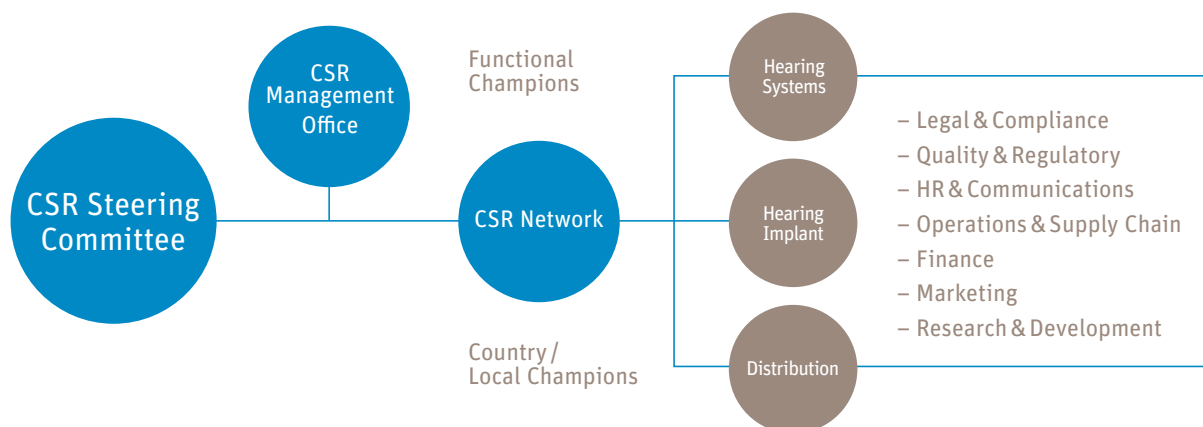 CSR Steering
Committee
CSR
Management
Office
Functional
Champions
CSR Network
Country /
Local Champions
Hearing
Systems
Hearing
Implant
Distribution
– Legal & Compliance
– Quality & Regulatory
– HR & Communications
– Operations & Supply Chain
– Finance
– Marketing
– Research & Development